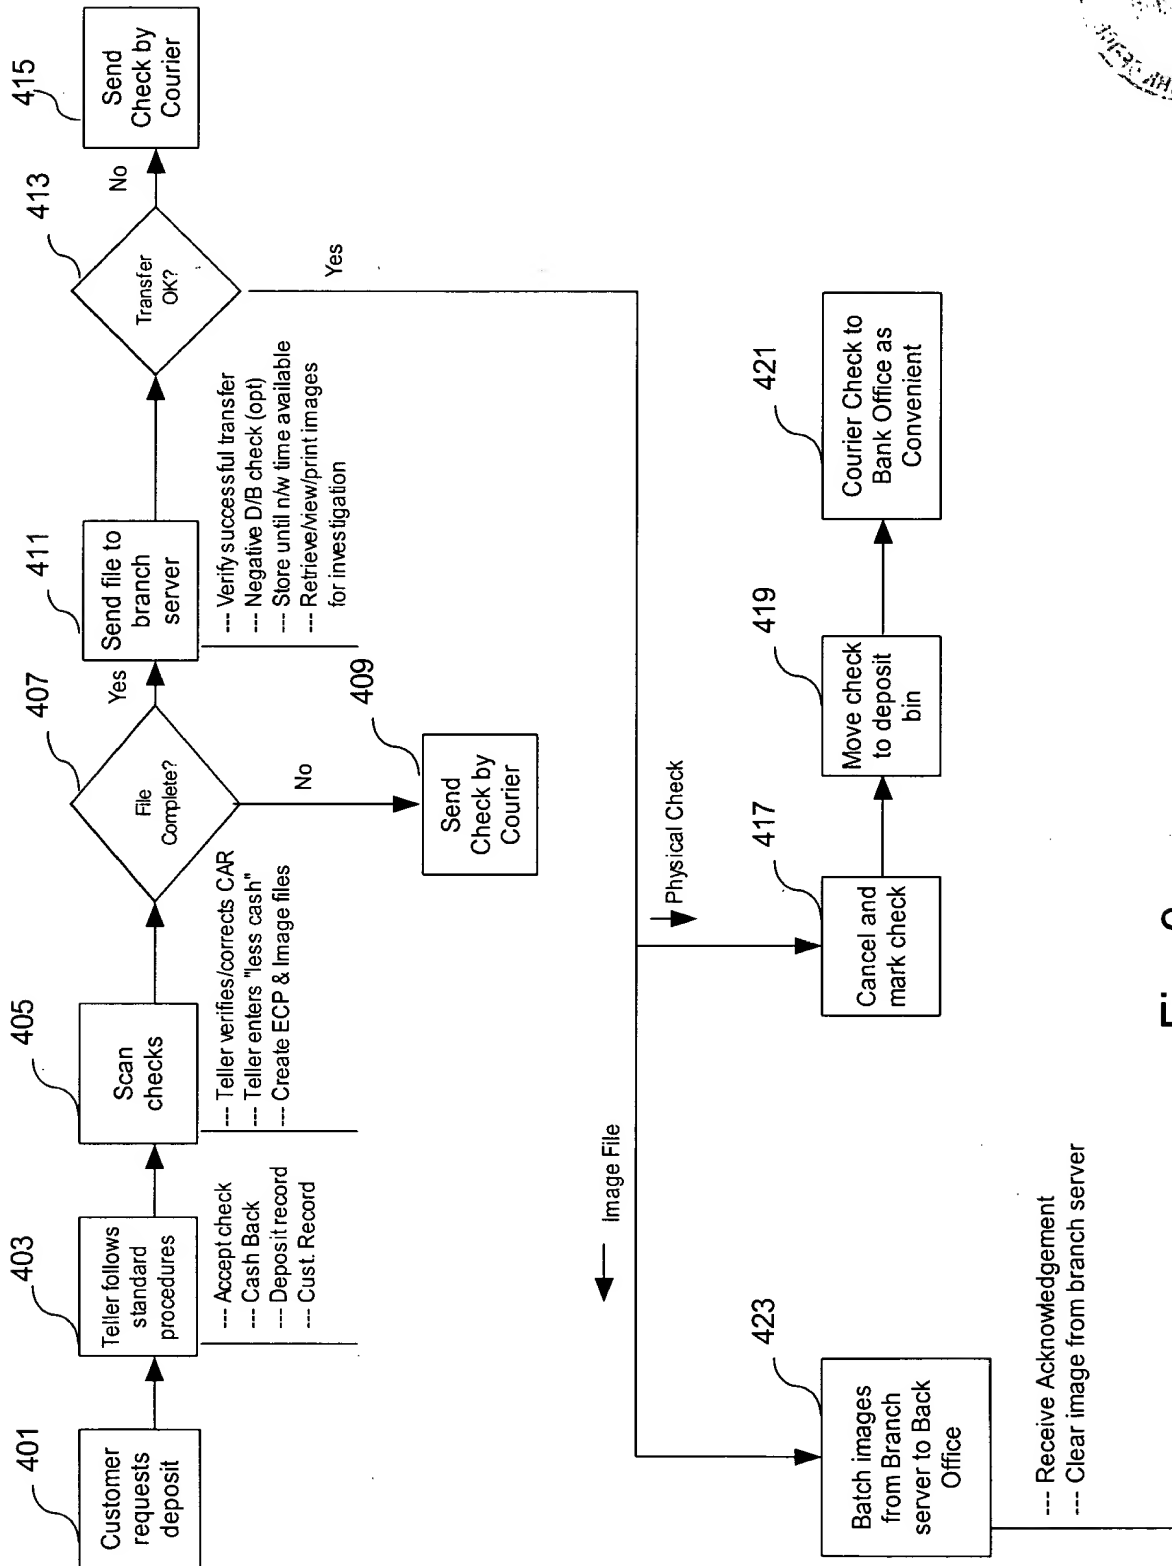 401
Customer
requests
deposit
403
Teller follows
standard
procedures
--- Accept check
--- Cash Back
--- Deposit record
--- Cust. Record
405
Scan
checks
--- Teller verifies/corrects CAR
--- Teller enters "less cash"
--- Create ECP & Image files
407
File
Complete?
Yes
No
409
Send
Check by
Courier
411
Send file to
branch
server
--- Verify successful transfer
--- Negative D/B check (opt)
--- Store until n/w time available
--- Retrieve/view/print images
for investigation
413
Transfer
OK?
No
Yes
415
Send
Check by
Courier
Image File
Physical Check
417
Cancel and
mark check
419
Move check
to deposit
bin
421
Courier Check to
Bank Office as
Convenient
423
Batch images
from Branch
server to Back
Office
--- Receive Acknowledgement
--- Clear image from branch server